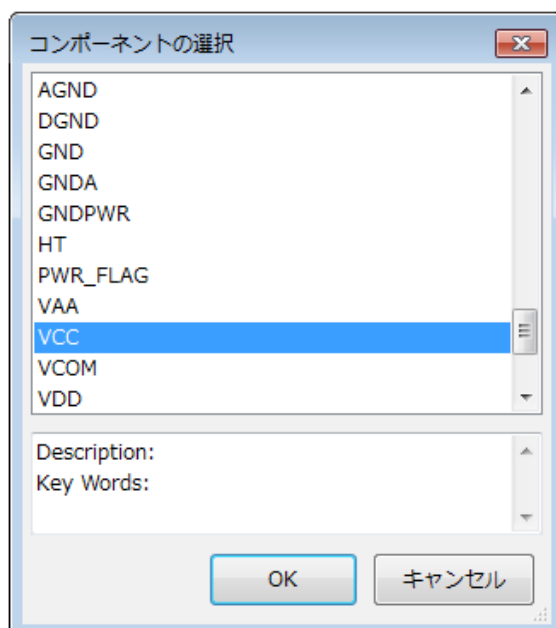 コンポーネントの選択
AGND
DGND
GND
GNDA
GNDPWR
HT
PWR_FLAG
VAA
VCC
VCOM
VDD
Description:
Key Words:
OK
キャンセル